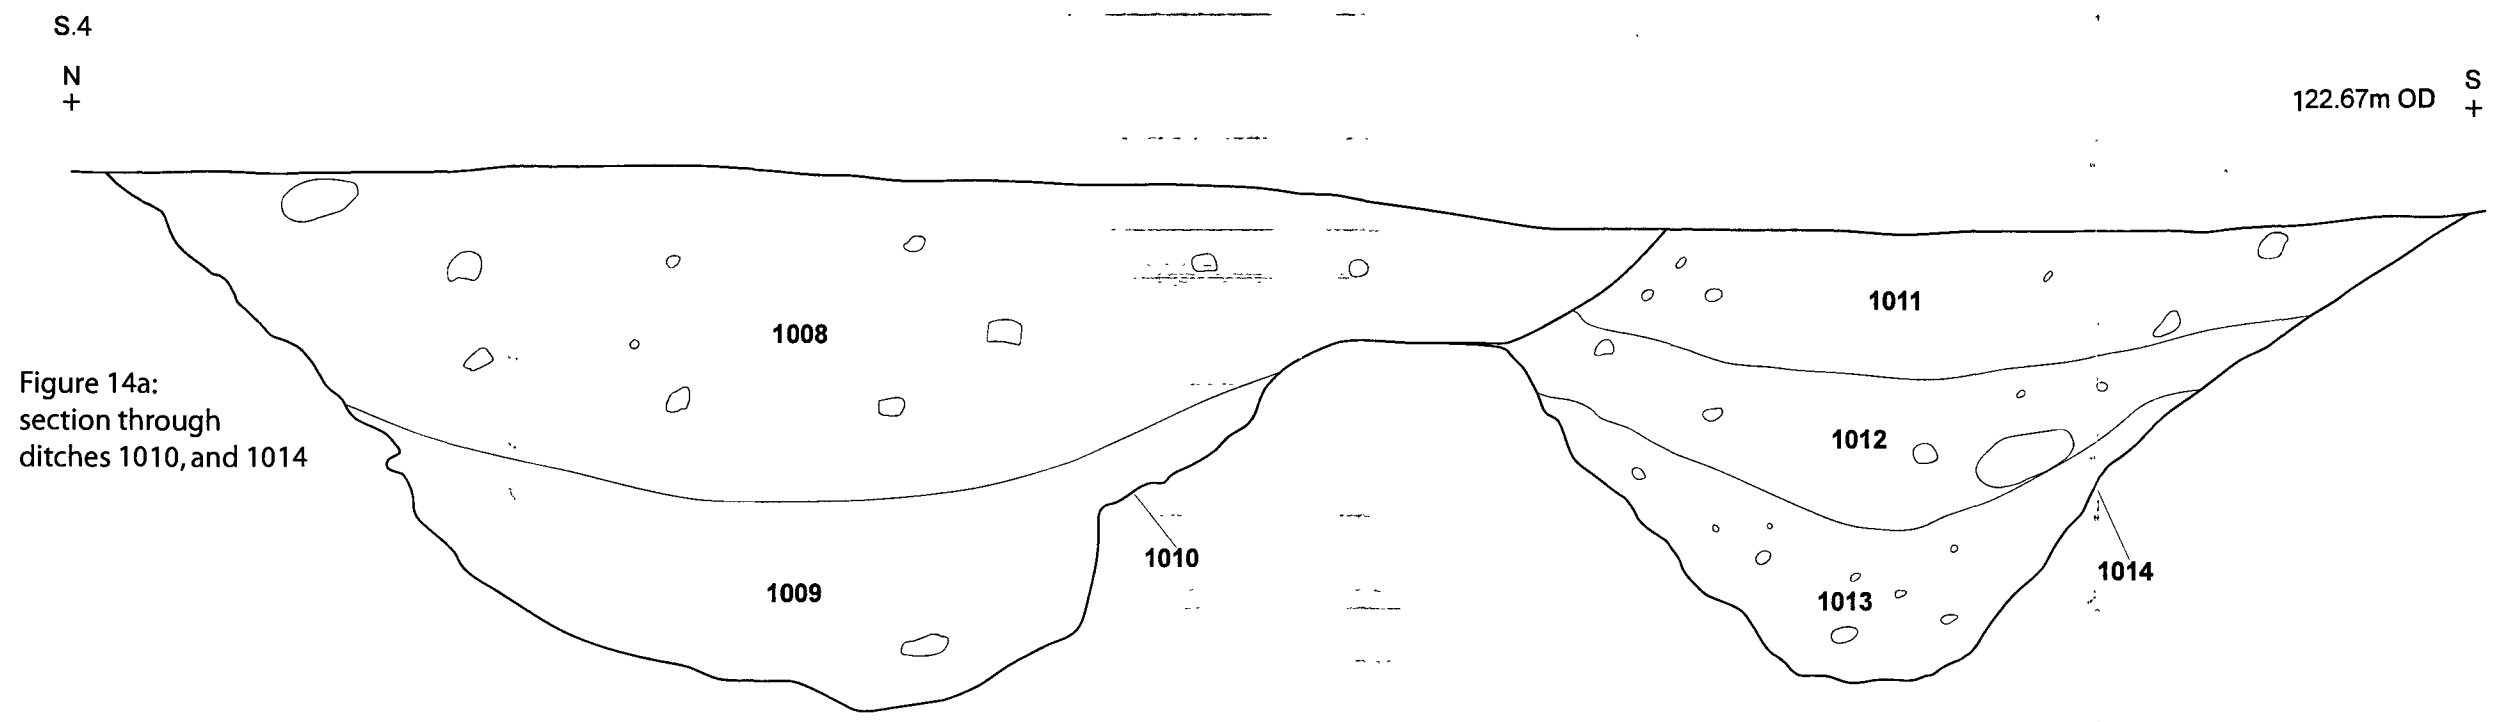 S.4
N
+
S
122.67m OD
+
1011
1008
Figure 14a:
section through
ditches 1010, and 1014
1012
1010
1014
1009
1013